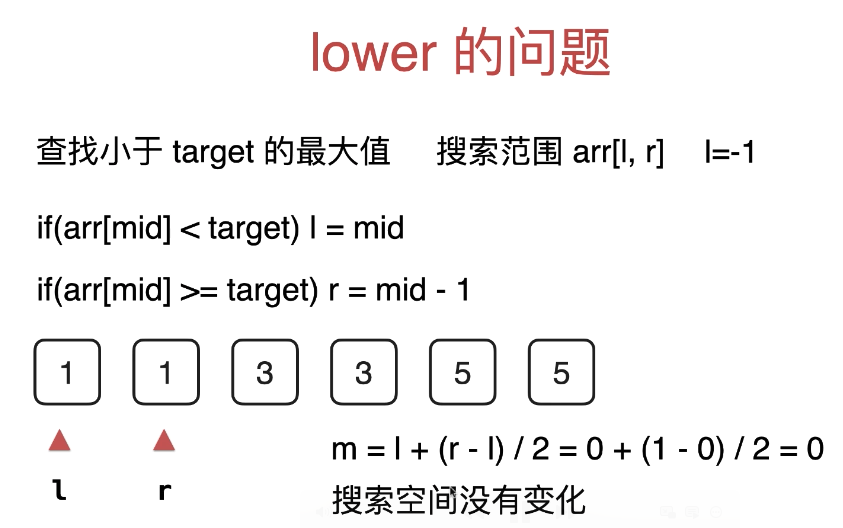 lower 的问题
查找小于 target 的最大值 搜索范围 arr[l, r] l=-1
if(arr[mid] < target) l = mid
if(arr[mid] >= target) r = mid - 1
1 1 3 3 5 5
m = l + (r - l) / 2 = 0 + (1 - 0) / 2 = 0
l r
搜索空间没有变化